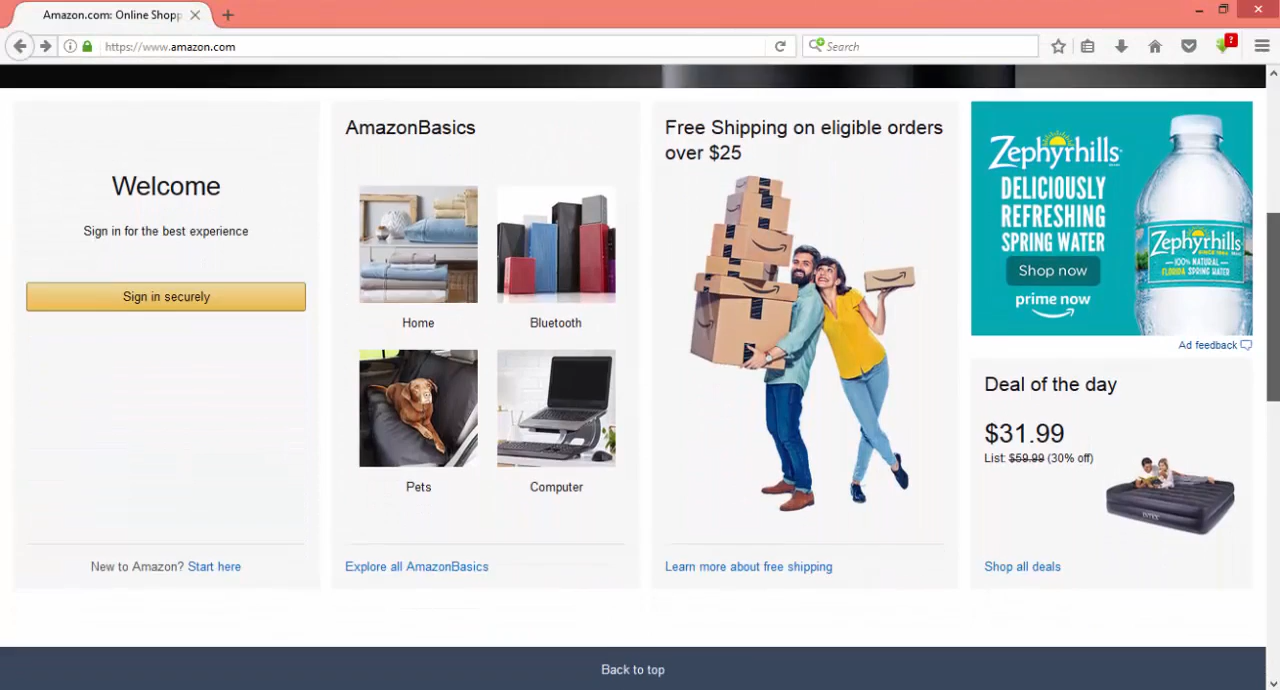 Amazon.com: Online Shopp
https://www.amazon.com
Search
?
Welcome
Sign in for the best experience
Sign in securely
New to Amazon? Start here
AmazonBasics
Home
Bluetooth
Pets
Computer
Explore all AmazonBasics
Free Shipping on eligible orders
over $25
Learn more about free shipping
Zephyrhills
DELICIOUSLY
REFRESHING
SPRING WATER
Shop now
prime now
Zephyrhills
100% NATURAL
FLORIDA SPRING WATER
Ad feedback
Deal of the day
$31.99
List: $59.99 (30% off)
INTEX
Shop all deals
Back to top